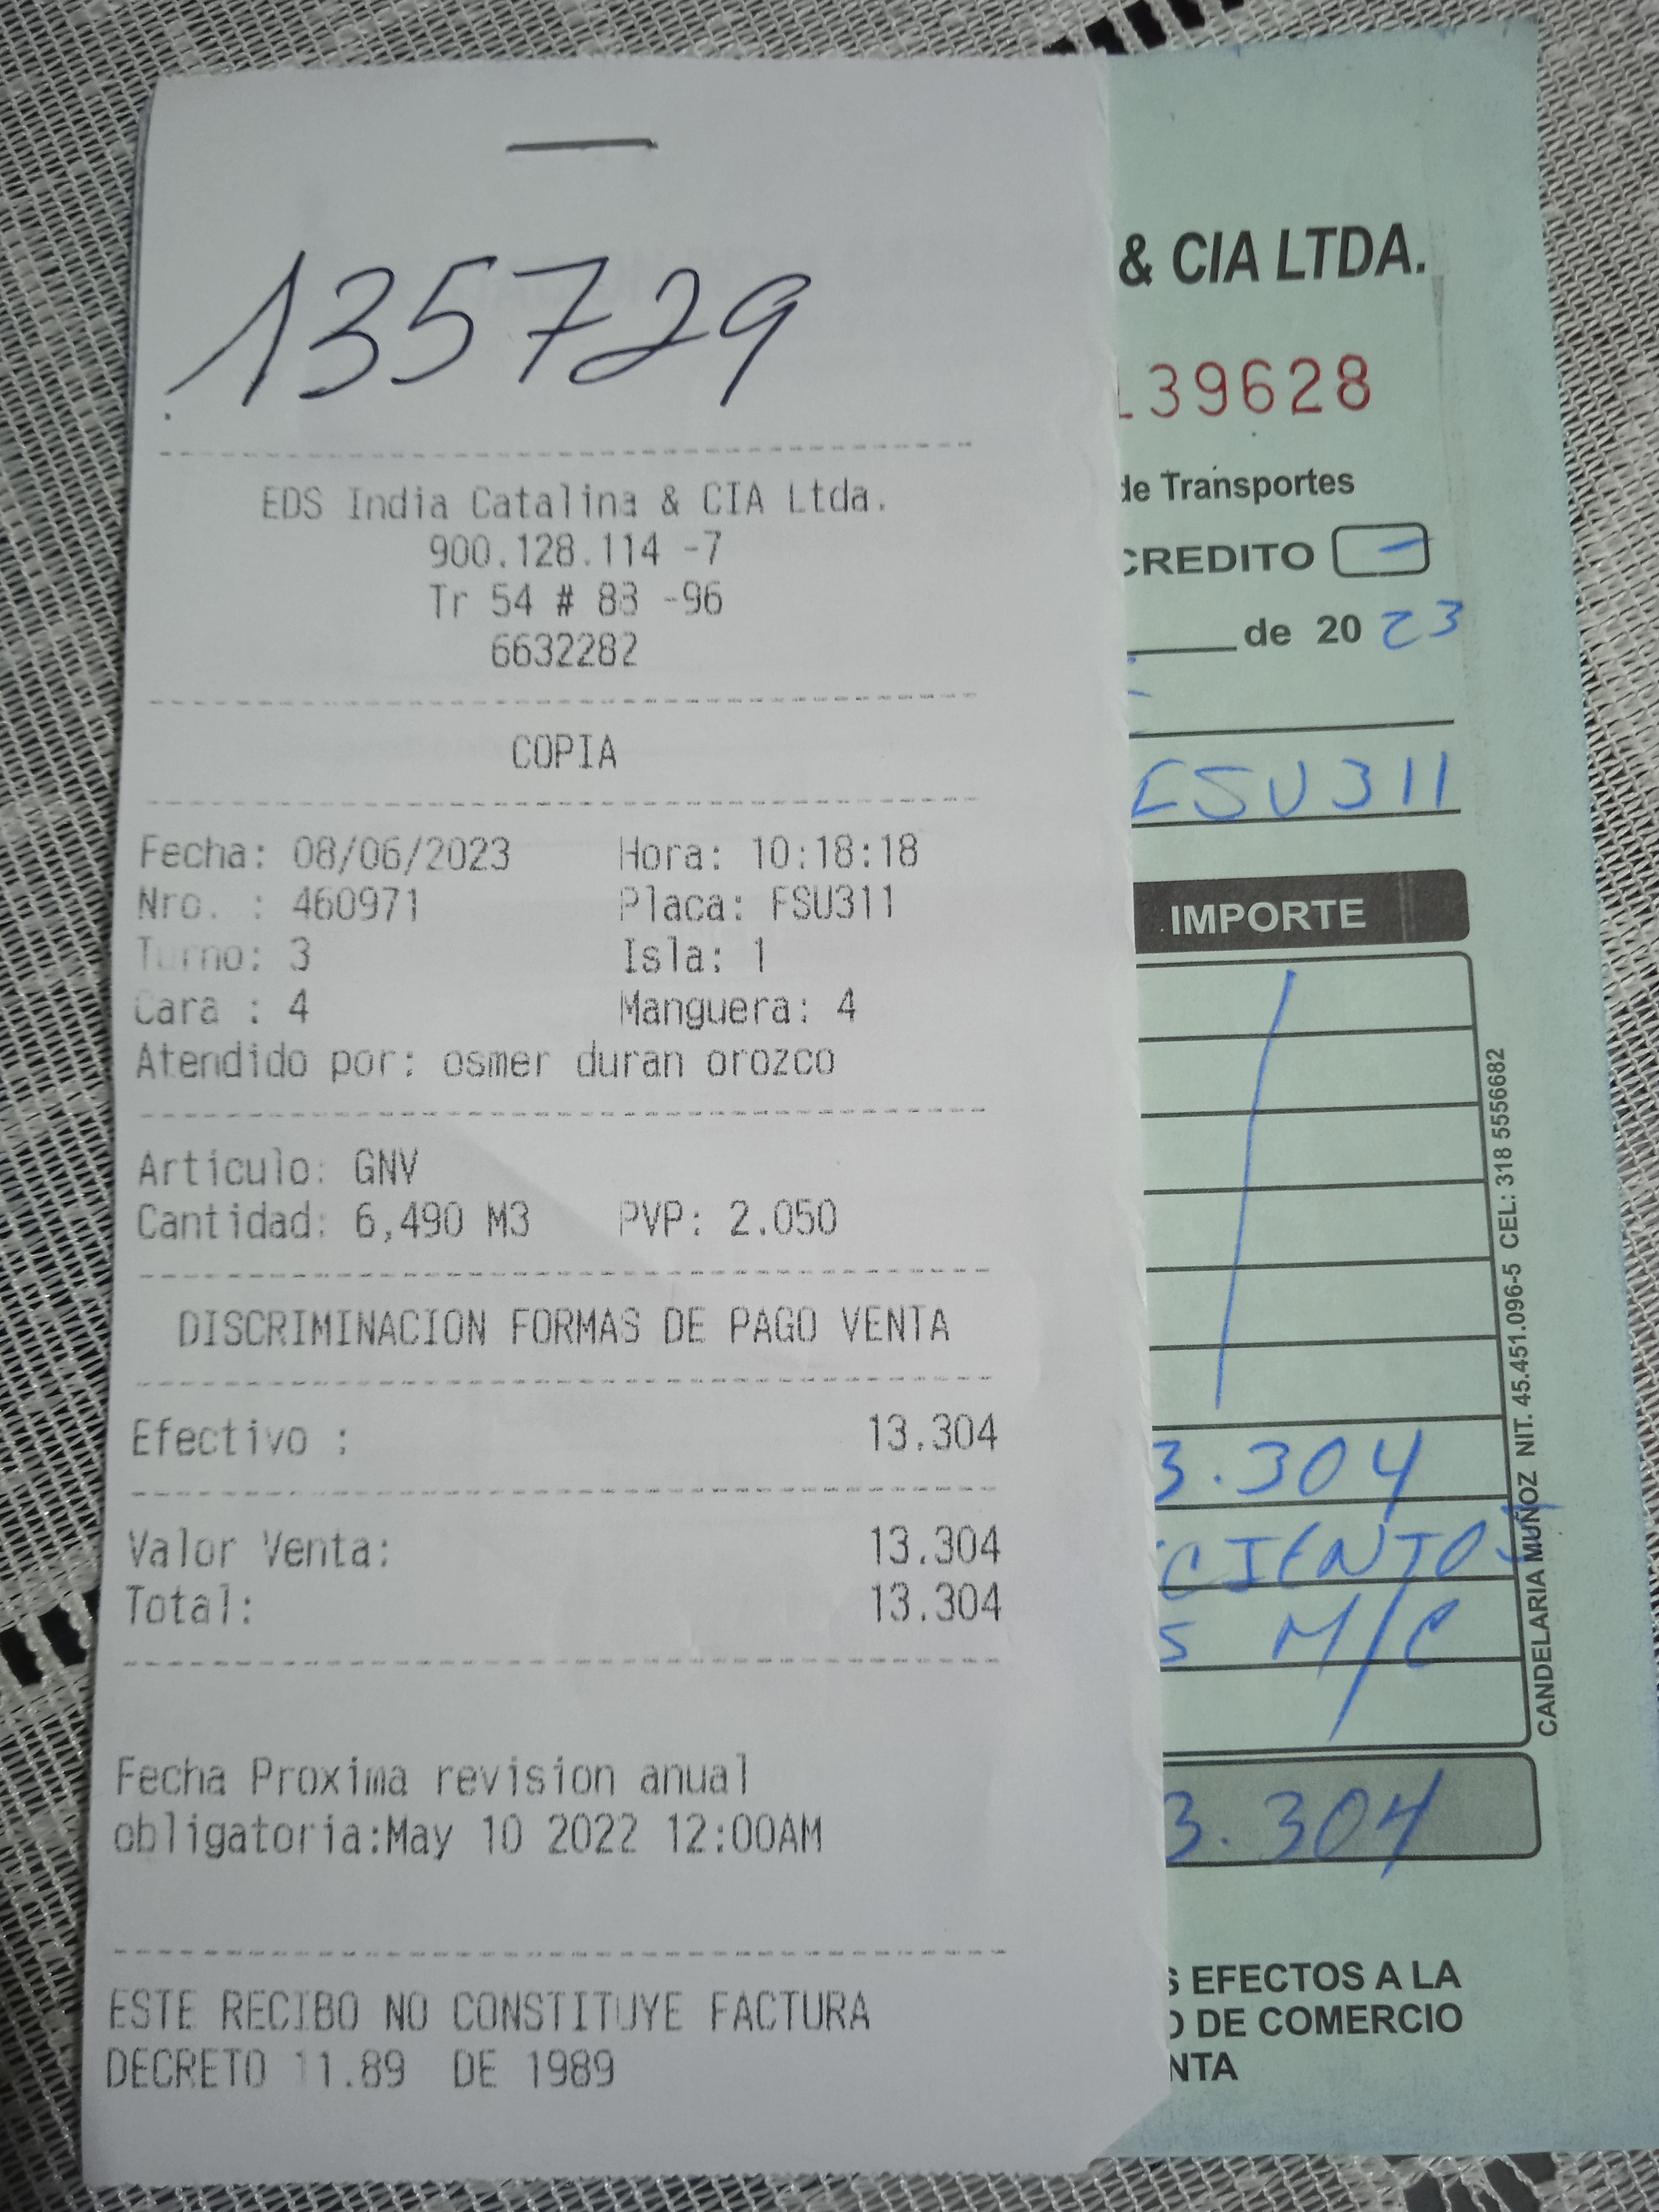 135729
EDS India Catalina & CIA Ltda.
900.128.114 -7
Tr 54 # 83 -96
6632282
COPIA
Fecha: 08/06/2023 Hora: 10:18:18
Nro. : 460971 Placa: FSU311
Turno: 3 Isla: 1
Cara : 4 Manguera: 4
Atendido por: osmer duran orozco
Articulo: GNV
Cantidad: 6,490 M3 PVP: 2.050
DISCRIMINACION FORMAS DE PAGO VENTA
Efectivo : 13.304
Valor Venta: 13.304
Total: 13.304
Fecha Proxima revision anual
obligatoria:May 10 2022 12:00AM
ESTE RECIBO NO CONSTITUYE FACTURA
DECRETO 11.89 DE 1989
& CIA LTDA.
139628
de Transportes
CREDITO
de 20 23
FSU311
IMPORTE
3.304
CIENTOS
S M/C
3.304
S EFECTOS A LA
O DE COMERCIO
NTA
CANDELARIA MUÑOZ NIT. 45.451.096-5 CEL: 318 5556682